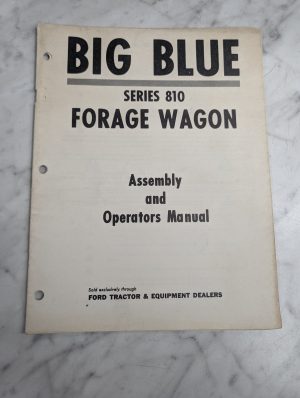 BIG BLUE
SERIES 810
FORAGE WAGON
Assembly
and
Operators Manual
Sold exclusively through
FORD TRACTOR & EQUIPMENT DEALERS